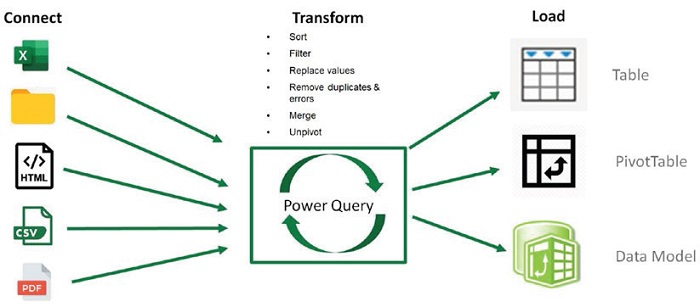 Connect
Transform
Load
Sort
Filter
Replace values
Remove duplicates &
errors
Merge
Unpivot
X
HTML
CSV
PDF
Power Query
Table
PivotTable
Data Model